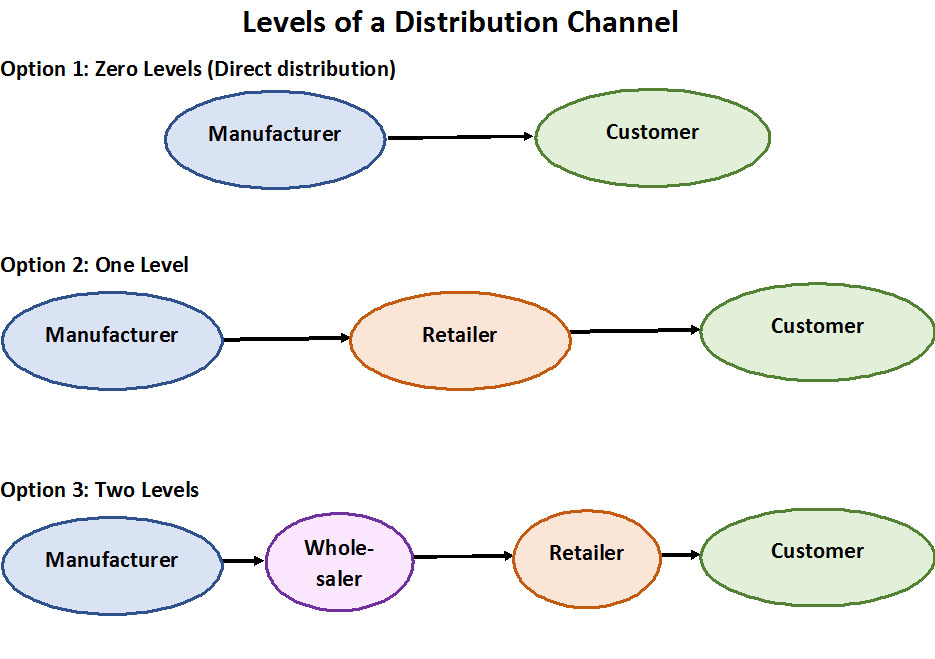 Levels of a Distribution Channel
Option 1: Zero Levels (Direct distribution)
Manufacturer
Customer
Option 2: One Level
Manufacturer
Retailer
Customer
Option 3: Two Levels
Manufacturer
Whole-
saler
Retailer
Customer